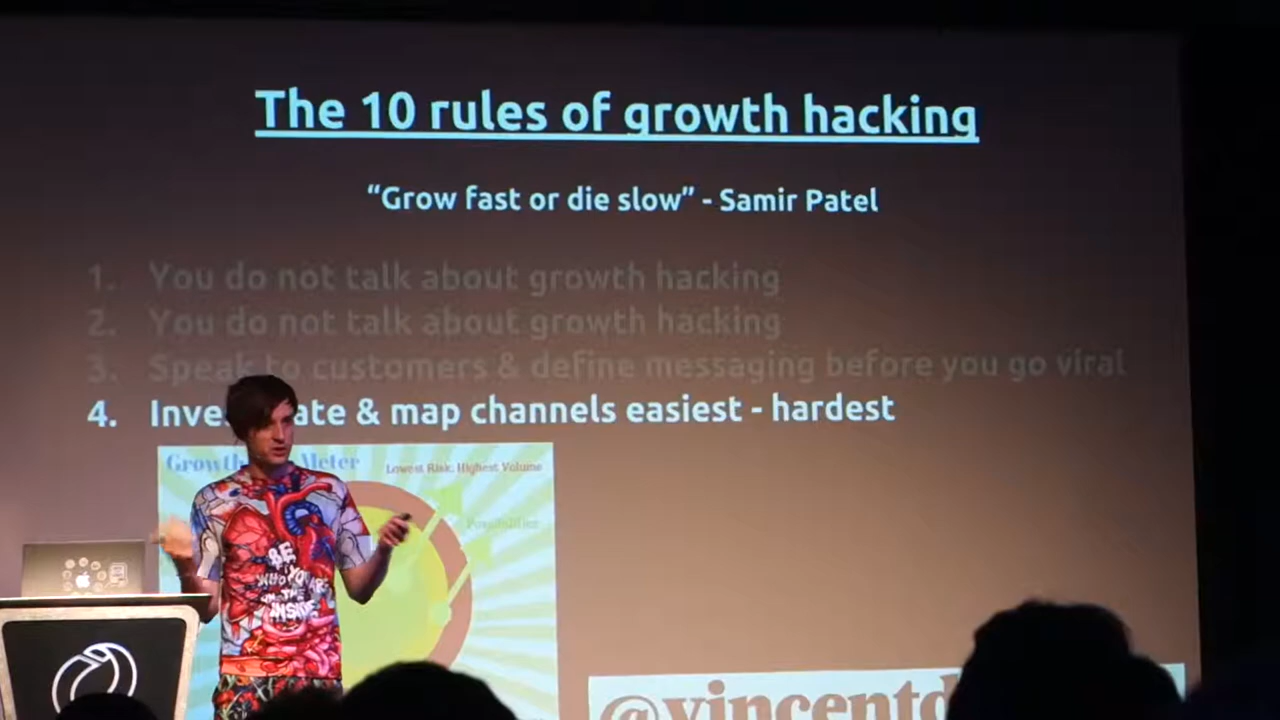 The 10 rules of growth hacking
“Grow fast or die slow” - Samir Patel
1. You do not talk about growth hacking
2. You do not talk about growth hacking
3. Speak to customers & define messaging before you go viral
4. Inve ate & map channels easiest - hardest
Growth Meter
Lowest Risk, Highest Volume
Possibilities
BE
WHO YOU ARE
ON THE
INSIDE
@vincentd